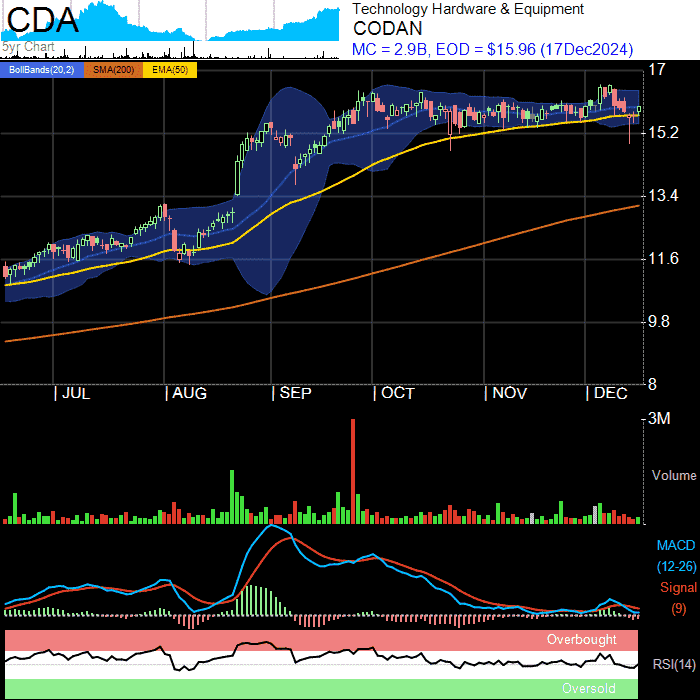 CDA
5yr Chart
Technology Hardware & Equipment
CODAN
MC = 2.9B, EOD = $15.96 (17Dec2024)
BollBands(20,2) SMA(200) EMA(50)
17
15.2
13.4
11.6
9.8
8
| JUL | AUG | SEP | OCT | NOV | DEC
3M
Volume
MACD
(12-26)
Signal
(9)
Overbought
RSI(14)
Oversold